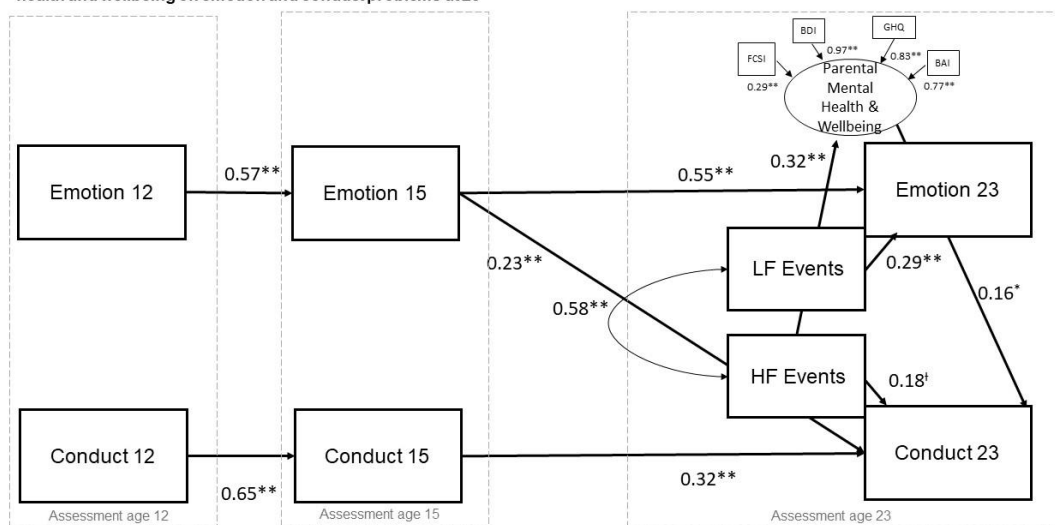 FCSI
BDI
GHQ
BAI
0.29**
0.97**
0.83**
0.77**
Parental
Mental
Health &
Wellbeing
Emotion 12
0.57**
Emotion 15
0.55**
0.32**
Emotion 23
0.23**
0.58**
LF Events
0.29**
0.16*
HF Events
0.18ƚ
Conduct 12
0.65**
Conduct 15
0.32**
Conduct 23
Assessment age 12
Assessment age 15
Assessment age 23